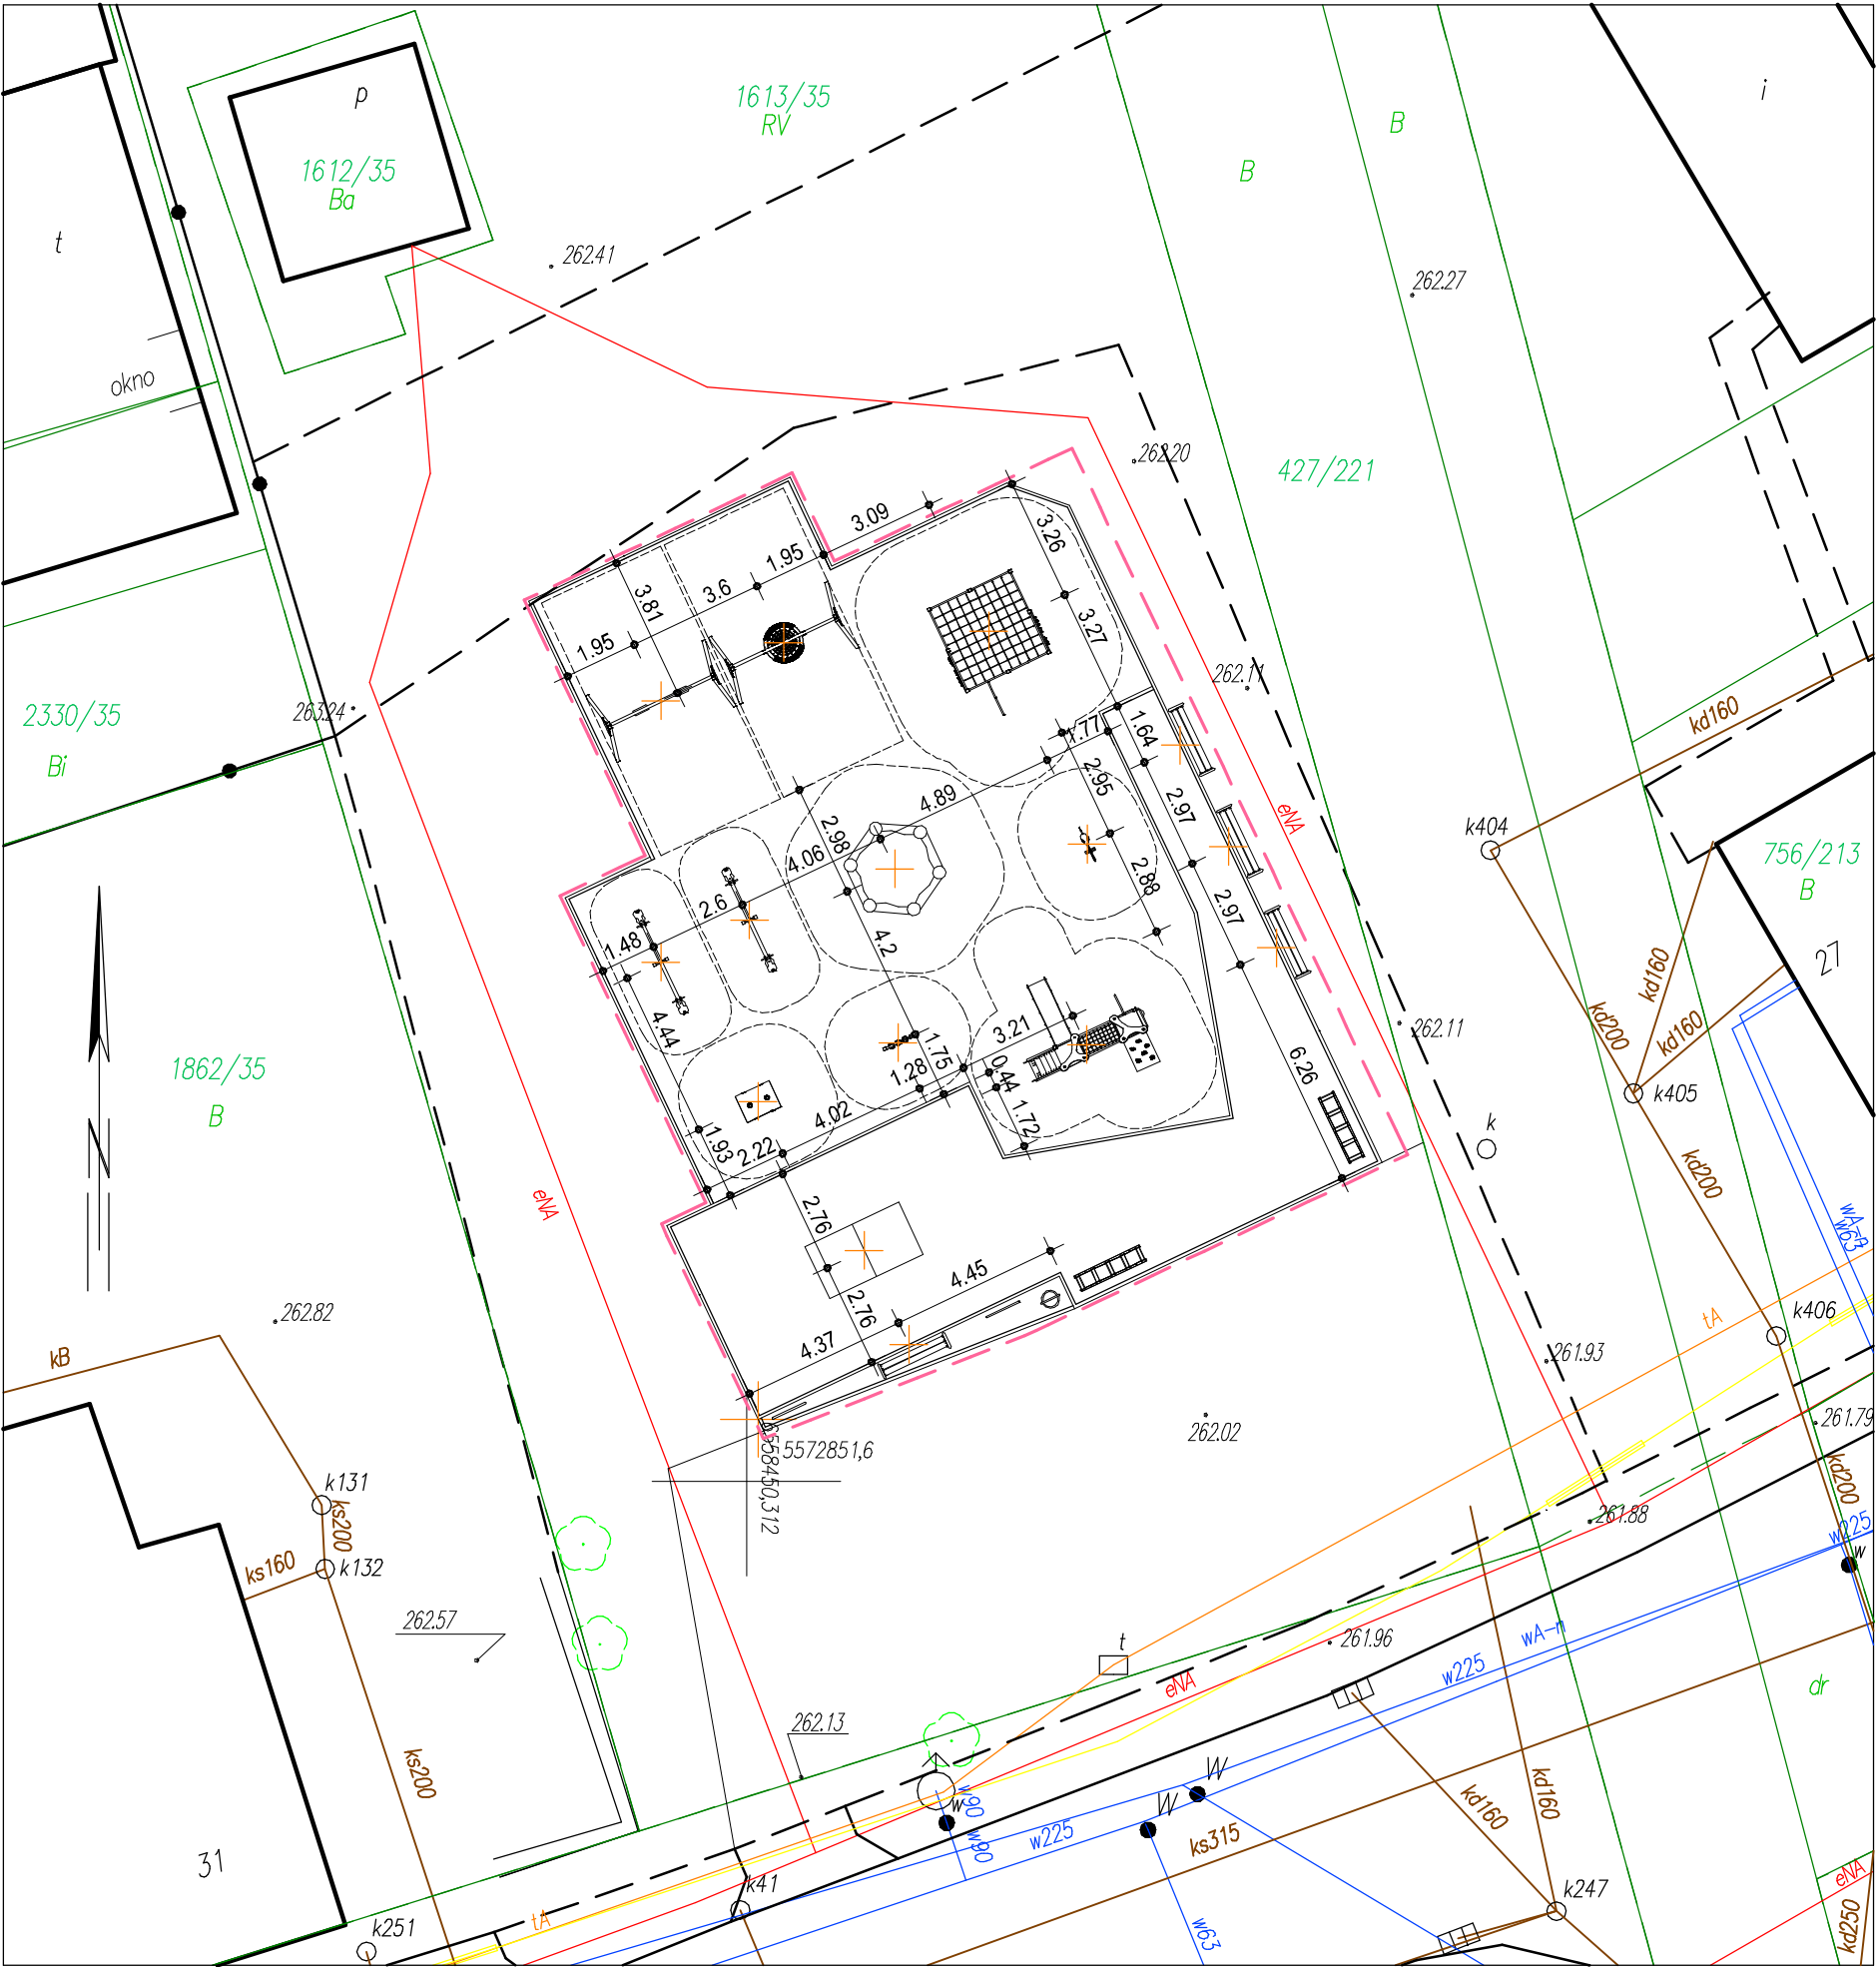 p
1613/35
RV
i
B
1612/35
Ba
B
t
262.41
262.27
okno
262.20
427/221
3.09
3.26
1.95
3.6
3.81
3.27
1.95
262.11
2330/35
263.24
kd160
1.77
1.64
Bi
2.95
2.97
4.89
eNA
k404
2.98
4.06
756/213
B
2.88
2.6
2.97
1.48
4.2
27
kd160
4.44
3.21
262.11
kd200
kd160
1.75
1862/35
B
0.44
1.28
6.26
k405
4.02
1.72
k
1.93
2.22
kd200
N
eNA
2.76
wA-n
w63
4.45
262.82
2.76
k406
tA
4.37
kB
261.93
262.02
261.79
5572851,6
558450,312
k131
ks200
kd200
261.88
w225
w
ks160
k132
262.57
t
261.96
wA-n
w225
eNA
dr
262.13
ks200
w90
w
W
W
kd160
kd160
w90
w225
ks315
31
k41
k247
eNA
tA
k251
w63
kd250